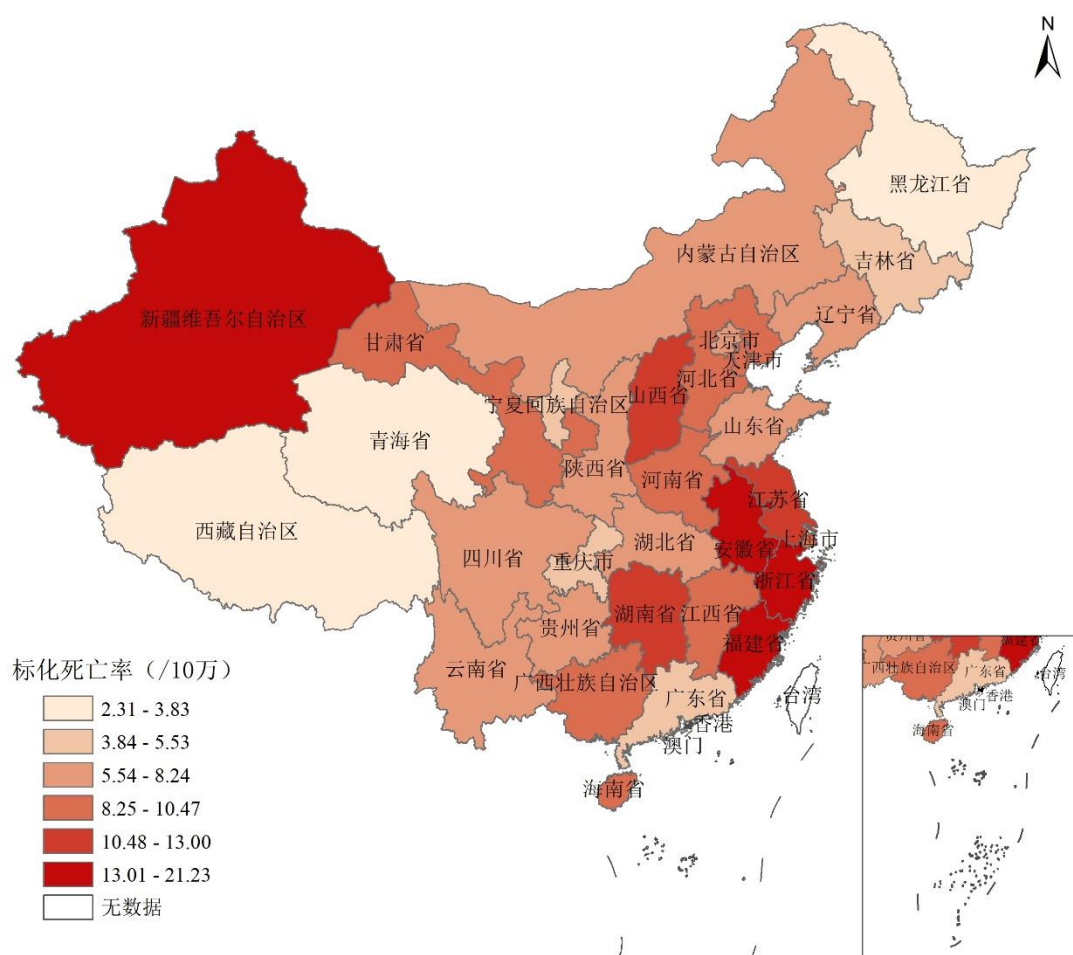 N
黑龙江省
内蒙古自治区
吉林省
新疆维吾尔自治区
辽宁省
甘肃省
北京市
天津市
河北省
山西省
宁夏回族自治区
青海省
山东省
陕西省
河南省
江苏省
西藏自治区
安徽省
上海市
湖北省
四川省
重庆市
浙江省
湖南省
江西省
贵州省
福建省
云南省
广西壮族自治区
广东省
台湾
香港
澳门
海南省
标化死亡率（/10万）
2.31 - 3.83
3.84 - 5.53
5.54 - 8.24
8.25 - 10.47
10.48 - 13.00
13.01 - 21.23
无数据
福建省
西壮族自治区
广东省
台湾
香港
澳门
海南省